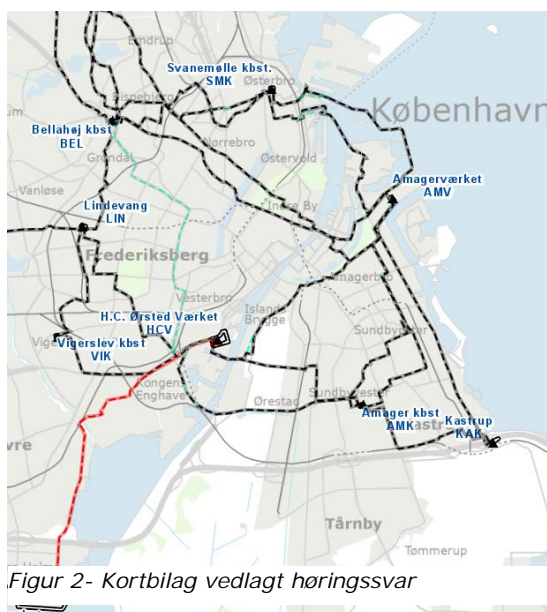 Emdrup
Svanemølle kbst.
SMK
Østerbro
København
Bellahøj kbst
BEL
Grøndal
Nørrebro
Østervold
Amagerværket
AMV
Vanløse
Lindevang
LIN
Indre By
Frederiksberg
Amagerbro
Vesterbro
H.C. Ørsted Værket
HCV
Islands
Brygge
Sundbyøster
Vigerslev kbst
VIK
Kongens
Enghave
Sundbyvester
Ørestad
Amager kbst
AMK
Kastrup
KAK
Tårnby
Tømmerup
Figur 2- Kortbilag vedlagt høringssvar